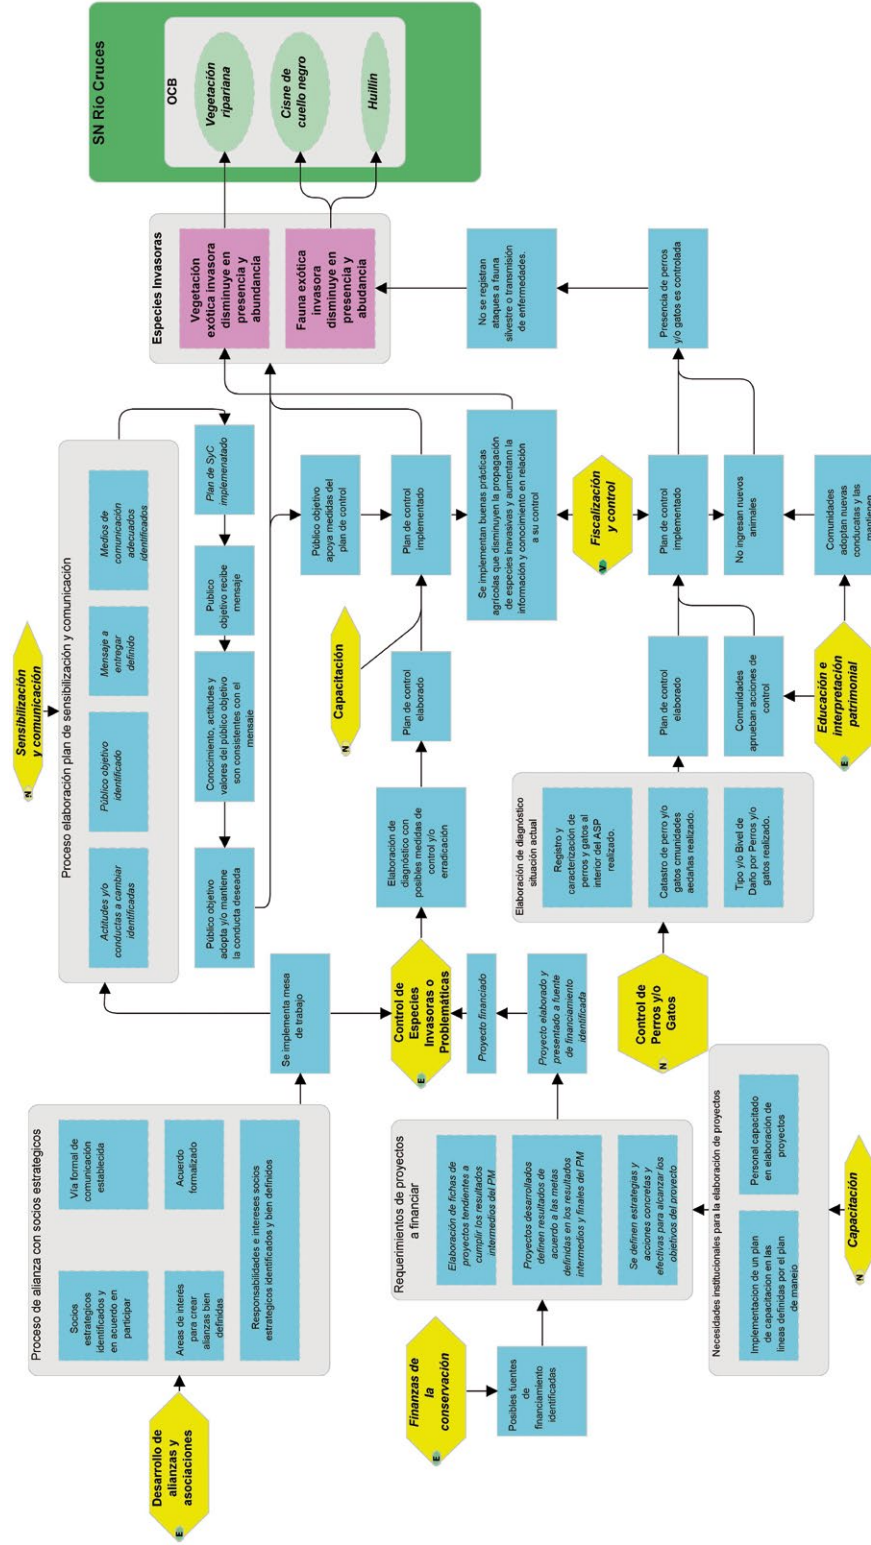 Desarrollo de
alianzas y
asociaciones
E
Proceso de alianza con socios estrategicos
Socios
estrategicos
identificados y
en acuerdo en
participar
Vía formal de
comunicación
establecida
Areas de interés
para crear
alianzas bien
definidas
Acuerdo
formalizado
Responsabilidades e intereses socios
estrategicos identificados y bien definidos
Se implementa mesa
de trabajo
Sensibilización
y comunicación
N
Proceso elaboración plan de sensibilización y comunicación
Actitudes y/o
conductas a cambiar
identificadas
Público objetivo
identificado
Mensaje a
entregar
definido
Medios de
comunicación
adecuados
identificados
Plan de SyC
implemenatado
Publico
objetivo recibe
mensaje
Conocimiento, actitudes y
valores del público objetivo
son consistentes con el
mensaje
Público objetivo
adopta y/o mantiene
la conducta deseada
Finanzas de
la
conservación
E
Posibles fuentes
de
financiamiento
identificadas
Requerimientos de proyectos
a financiar
Elaboración de fichas de
proyectos tendientes a
cumplir los resultados
intermedios del PM
Proyectos desarrollados
definen resultados de
acuerdo a las metas
definidas en los resultados
intermedios y finales del PM
Se definen estrategias y
acciones concretas y
efectivas para alcanzar los
objetivos del proyecto
Proyecto elaborado y
presentado a fuente
de financiamiento
identificada
Proyecto financiado
Control de
Especies
Invasoras o
Problemáticas
E
Elaboración de
diagnóstico con
posibles medidas de
control y/o
erradicación
Plan de control
elaborado
Capacitación
N
Público objetivo
apoya medidas del
plan de control
Plan de control
implementado
Se implementan buenas prácticas
agrícolas que disminuyen la propagación
de especies inavasivas y aumentann la
información y conocimiento en relación
a su control
Especies Invasoras
Vegetación
exótica invasora
disminuye en
presencia y
abundancia
Fauna exótica
invasora
disminuye en
presencia y
abudancia
SN Río Cruces
OCB
Vegetación
ripariana
Cisne de
cuello negro
Huillín
Necesidades institucionales para la elaboración de proyectos
Implementacion de un plan
de capacitacion en las
lineas definidas por el plan
de manejo
Personal capacitado
en elaboración de
proyectos
Capacitación
N
Control de
Perros y/o
Gatos
N
Elaboración de diagnóstico
situación actual
Registro y
caracterización de
perros y gatos al
interior del ASP
realizado.
Catastro de perro y/o
gatos cmunidades
aedañas realizado.
Tipo y/o Bivel de
Daño por Perros y/o
gatos realizado.
Plan de control
elaborado
Comunidades
aprueban acciones de
control
Educación e
interpretación
patrimonial
E
Fiscalización
y control
Plan de control
implementado
No ingresan nuevos
animales
Comunidades
adoptan nuevas
conducatas y las
mantienen
Presencia de perros
y/o gatos es controlada
No se registran
ataques a fauna
silvestre o transmisión
de enfermedades.